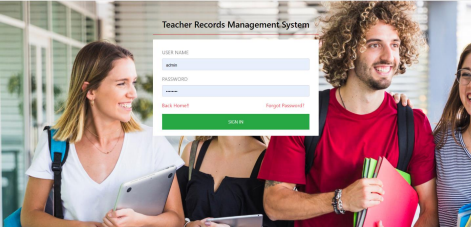 Teacher Records Management System
USER NAME
admin
PASSWORD
••••••••
Back Home!!
Forgot Password?
SIGN IN